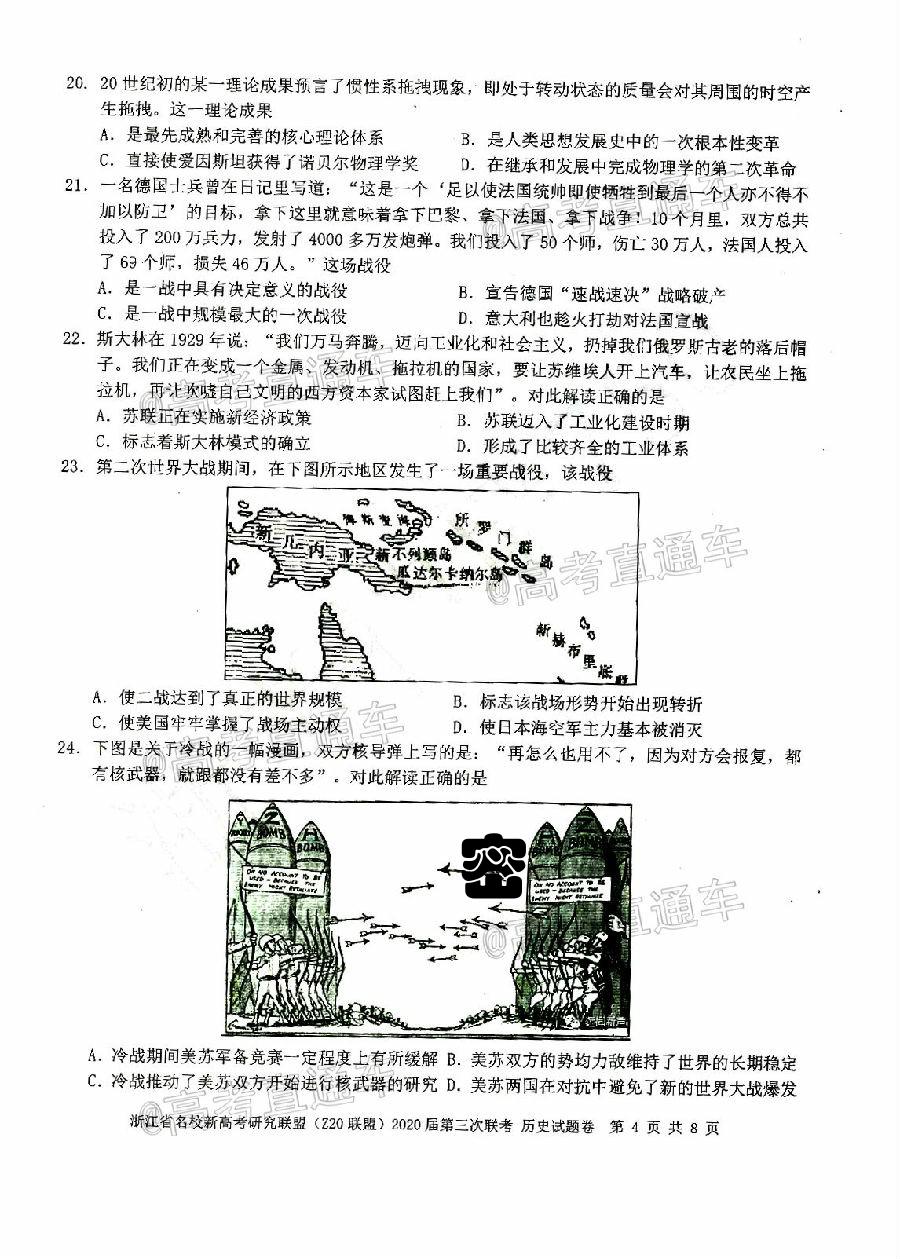 20. 20世纪初的某一理论成果预言了惯性系拖拽现象，即处于转动状态的质量会对其周围的时空产
生拖拽。这一理论成果
A. 是最先成熟和完善的核心理论体系 B. 是人类思想发展史中的一次根本性变革
C. 直接使爱因斯坦获得了诺贝尔物理学奖 D. 在继承和发展中完成物理学的第二次革命
21. 一名德国士兵曾在日记里写道：“这是一个‘足以使法国统帅即使牺牲到最后一个人亦不得不
加以防卫’的目标，拿下这里就意味着拿下巴黎、拿下法国、拿下战争！10个月里，双方总共
投入了200万兵力，发射了4000多万发炮弹。我们投入了50个师，伤亡30万人，法国人投入
了69个师，损失46万人。”这场战役
A. 是一战中具有决定意义的战役 B. 宣告德国“速战速决”战略破产
C. 是一战中规模最大的一次战役 D. 意大利也趁火打劫对法国宣战
22. 斯大林在1929年说：“我们万马奔腾，迈向工业化和社会主义，扔掉我们俄罗斯古老的落后帽
子。我们正在变成一个金属、发动机、拖拉机的国家，要让苏维埃人开上汽车，让农民坐上拖
拉机，再让吹嘘自己文明的西方资本家试图赶上我们”。对此解读正确的是
A. 苏联正在实施新经济政策 B. 苏联迈入了工业化建设时期
C. 标志着斯大林模式的确立 D. 形成了比较齐全的工业体系
23. 第二次世界大战期间，在下图所示地区发生了一场重要战役，该战役
所罗门群岛
新几内亚
新不列颠岛
瓜达尔卡纳尔岛
新赫布里底群
A. 使二战达到了真正的世界规模 B. 标志该战场形势开始出现转折
C. 使美国牢牢掌握了战场主动权 D. 使日本海空军主力基本被消灭
24. 下图是关于冷战的一幅漫画，双方核导弹上写的是：“再怎么也用不了，因为对方会报复，都
有核武器，就跟都没有差不多”。对此解读正确的是
Y Z H
BOMB BOMB
ON NO ACCOUNT TO BE
USED - BECAUSE THE
ENEMY MIGHT RETALIATE
ON NO ACCOUNT TO BE
USED - BECAUSE THE
ENEMY MIGHT RETALIATE
A. 冷战期间美苏军备竞赛一定程度上有所缓解 B. 美苏双方的势均力敌维持了世界的长期稳定
C. 冷战推动了美苏双方开始进行核武器的研究 D. 美苏两国在对抗中避免了新的世界大战爆发
浙江省名校新高考研究联盟（Z20联盟）2020届第三次联考 历史试题卷 第 4 页 共 8 页
@高考直通车
@高考直通车
@高考直通车
@高考直通车
@高考直通车
@高考直通车
@高考直通车